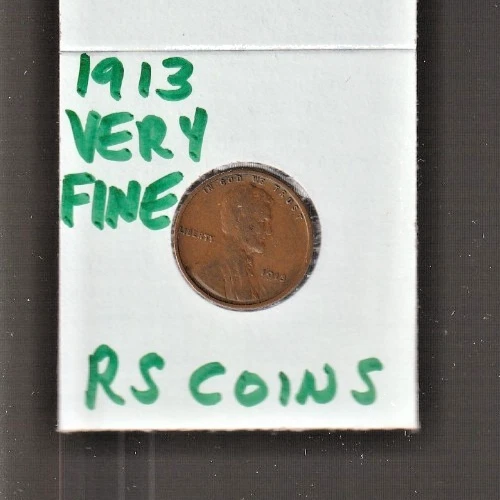 1913
VERY
FINE
IN GOD WE TRUST
LIBERTY
1913
RS COINS